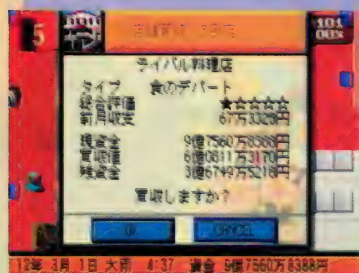 5
101
ライバル料理店
タイプ 食のデパート
総合評価 ★☆☆☆☆
前月収支 67万3328円
現資金 9億7560万8388円
買収価 6億0811万3170円
残資金 3億6749万5218円
買収しますか？
OK
CANCEL
12年 3月 1日 大雨 4:37 資金 9億7560万8388円